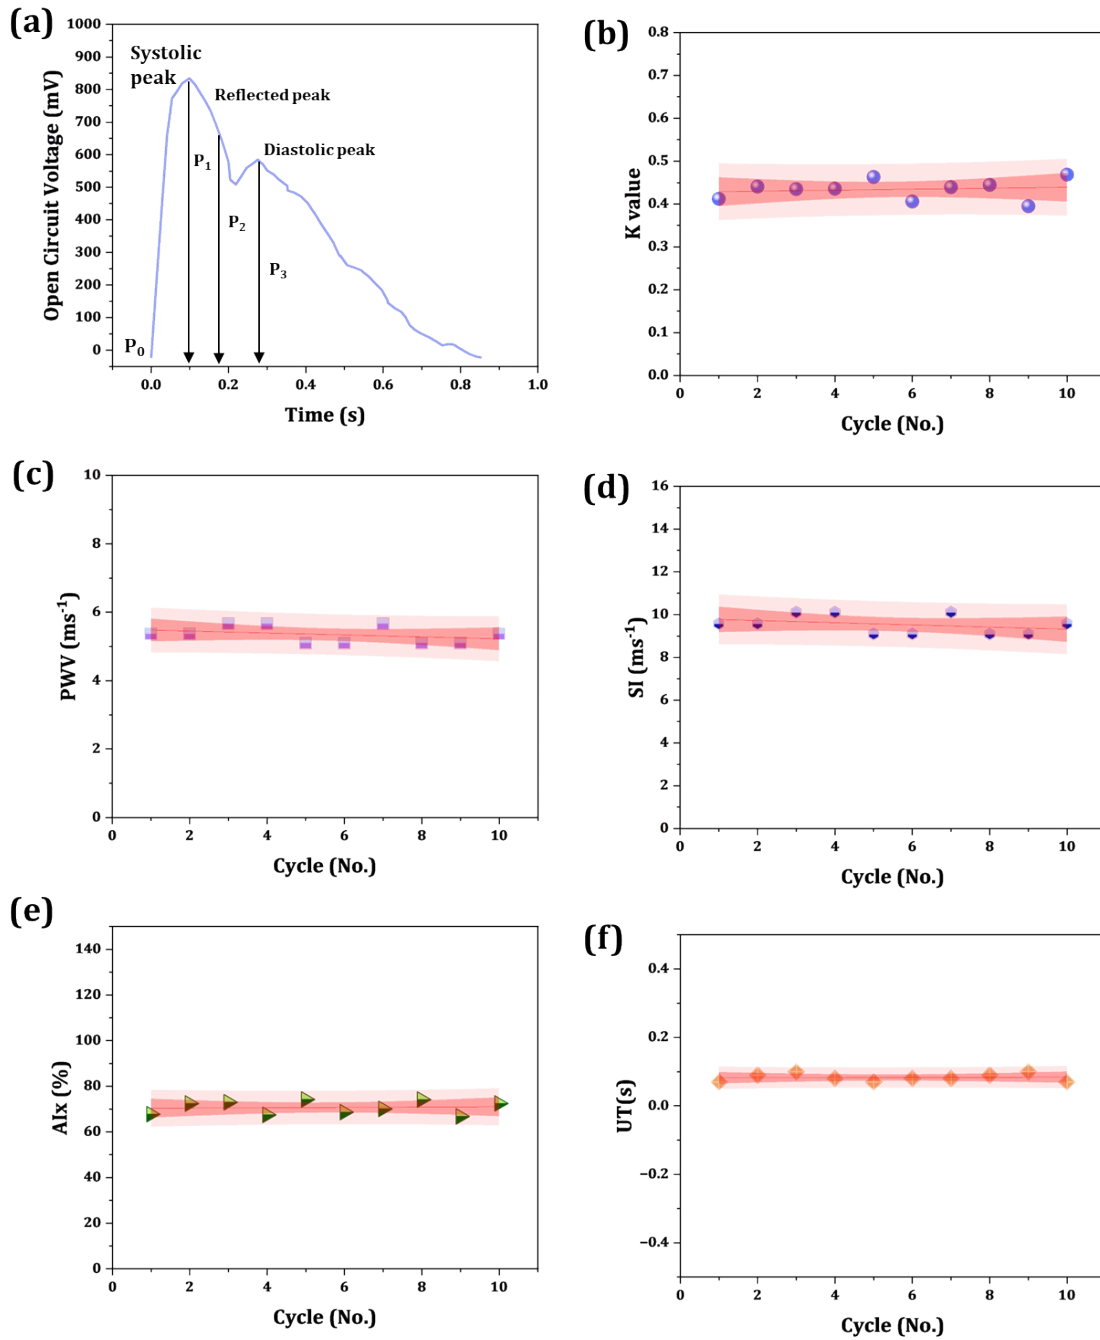 (a)
1000
900
800
700
600
500
400
300
200
100
0
Open Circuit Voltage (mV)
Systolic
peak
Reflected peak
Diastolic peak
P1
P2
P3
P0
0.0 0.2 0.4 0.6 0.8 1.0
Time (s)
(b)
0.8
0.7
0.6
0.5
0.4
0.3
0.2
0.1
0.0
K value
0 2 4 6 8 10
Cycle (No.)
(c)
10
8
6
4
2
0
PWV (ms-1)
0 2 4 6 8 10
Cycle (No.)
(d)
16
14
12
10
8
6
4
2
0
SI (ms-1)
0 2 4 6 8 10
Cycle (No.)
(e)
140
120
100
80
60
40
20
0
AIx (%)
0 2 4 6 8 10
Cycle (No.)
(f)
0.4
0.2
0.0
−0.2
−0.4
UT(s)
0 2 4 6 8 10
Cycle (No.)